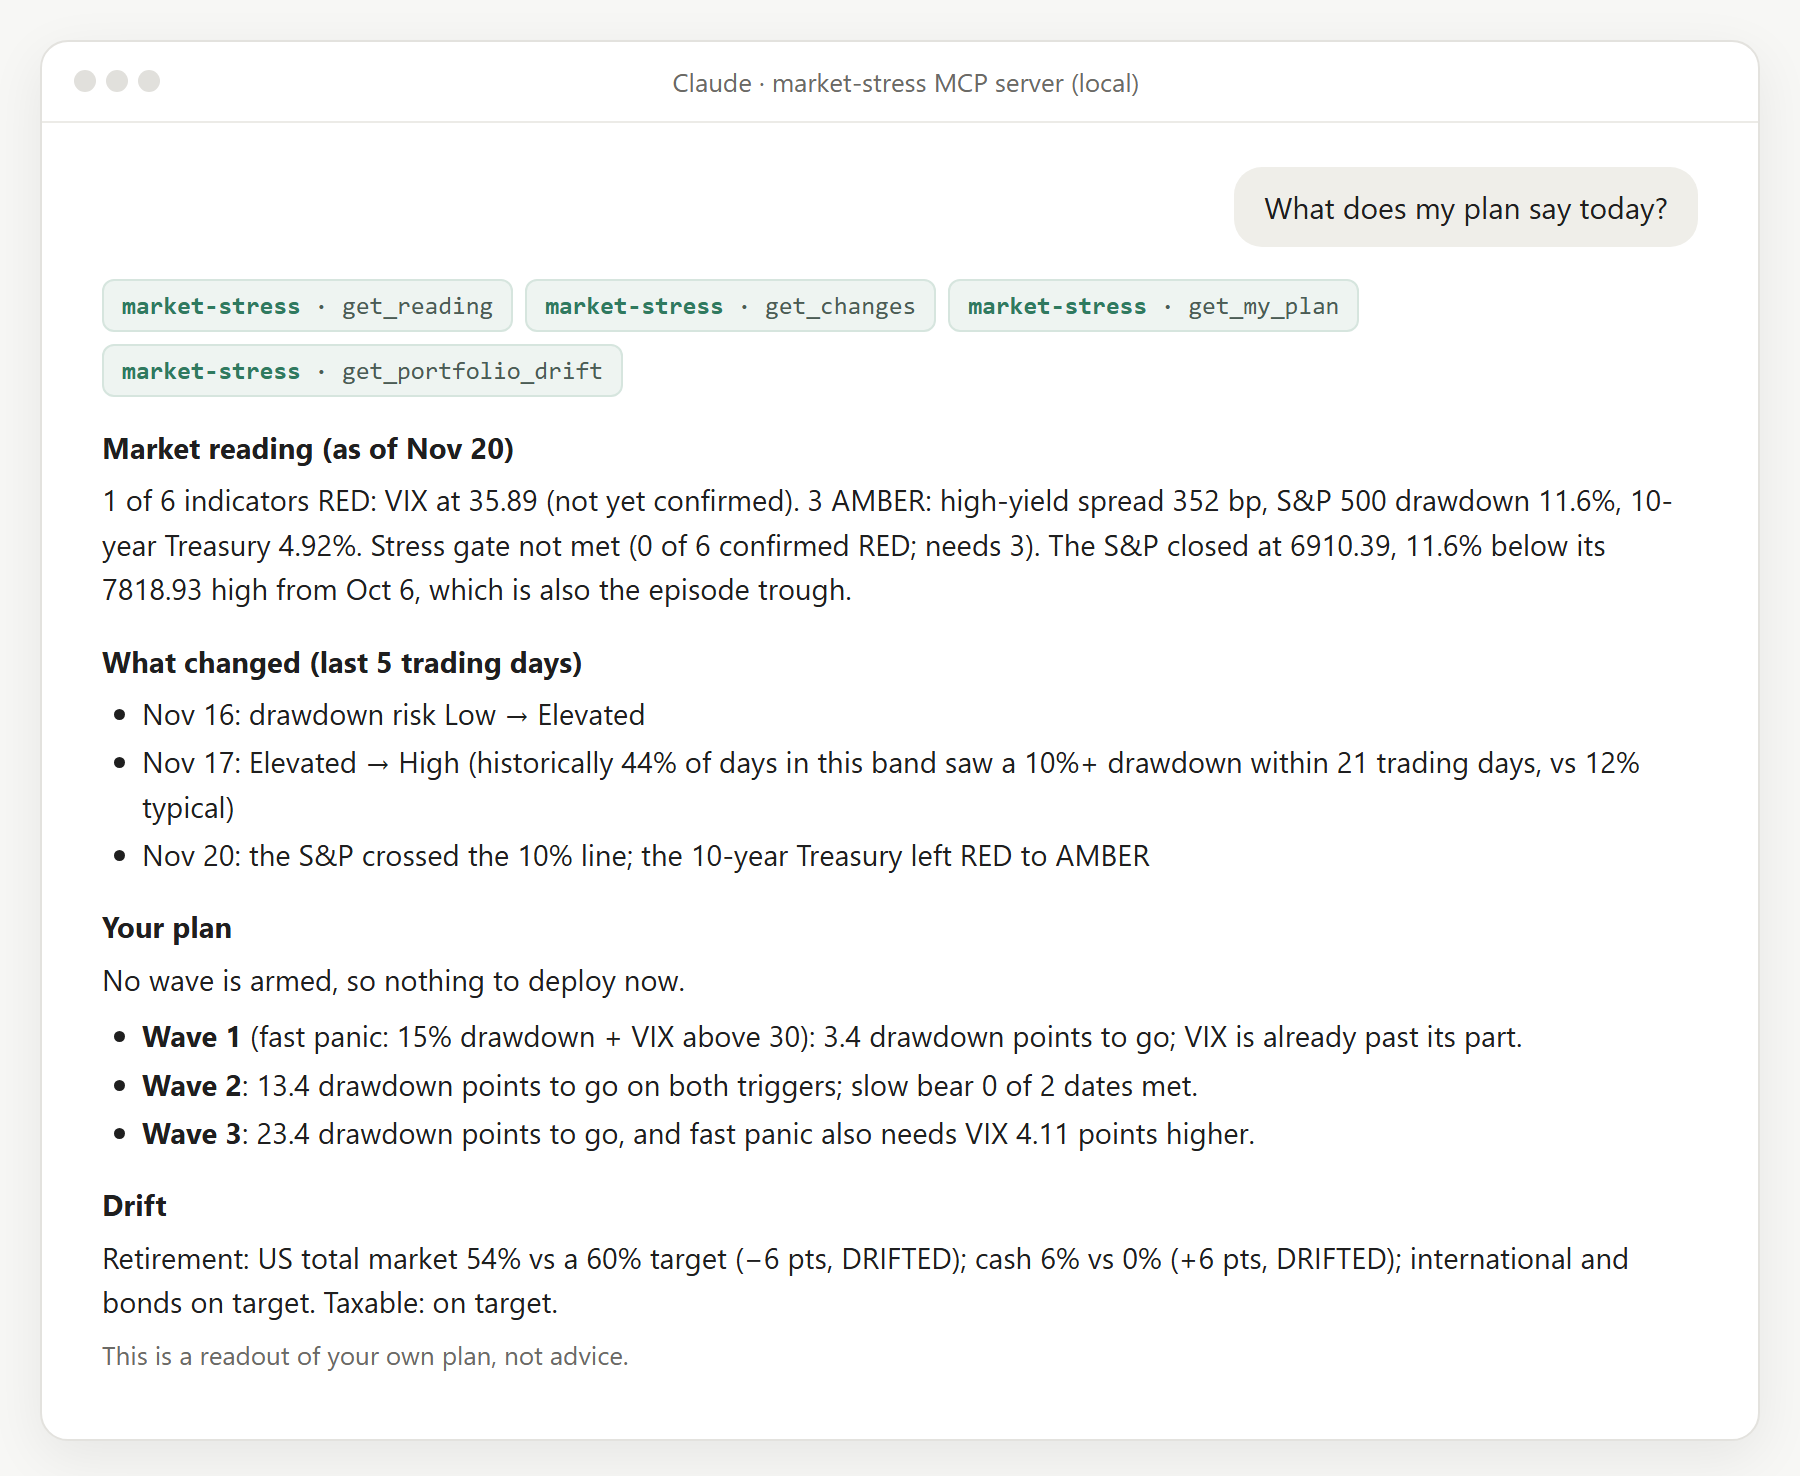 Claude · market-stress MCP server (local)
What does my plan say today?
market-stress · get_reading
market-stress · get_changes
market-stress · get_my_plan
market-stress · get_portfolio_drift
Market reading (as of Nov 20)
1 of 6 indicators RED: VIX at 35.89 (not yet confirmed). 3 AMBER: high-yield spread 352 bp, S&P 500 drawdown 11.6%, 10-
year Treasury 4.92%. Stress gate not met (0 of 6 confirmed RED; needs 3). The S&P closed at 6910.39, 11.6% below its
7818.93 high from Oct 6, which is also the episode trough.
What changed (last 5 trading days)
• Nov 16: drawdown risk Low → Elevated
• Nov 17: Elevated → High (historically 44% of days in this band saw a 10%+ drawdown within 21 trading days, vs 12%
typical)
• Nov 20: the S&P crossed the 10% line; the 10-year Treasury left RED to AMBER
Your plan
No wave is armed, so nothing to deploy now.
• Wave 1 (fast panic: 15% drawdown + VIX above 30): 3.4 drawdown points to go; VIX is already past its part.
• Wave 2: 13.4 drawdown points to go on both triggers; slow bear 0 of 2 dates met.
• Wave 3: 23.4 drawdown points to go, and fast panic also needs VIX 4.11 points higher.
Drift
Retirement: US total market 54% vs a 60% target (−6 pts, DRIFTED); cash 6% vs 0% (+6 pts, DRIFTED); international and
bonds on target. Taxable: on target.
This is a readout of your own plan, not advice.